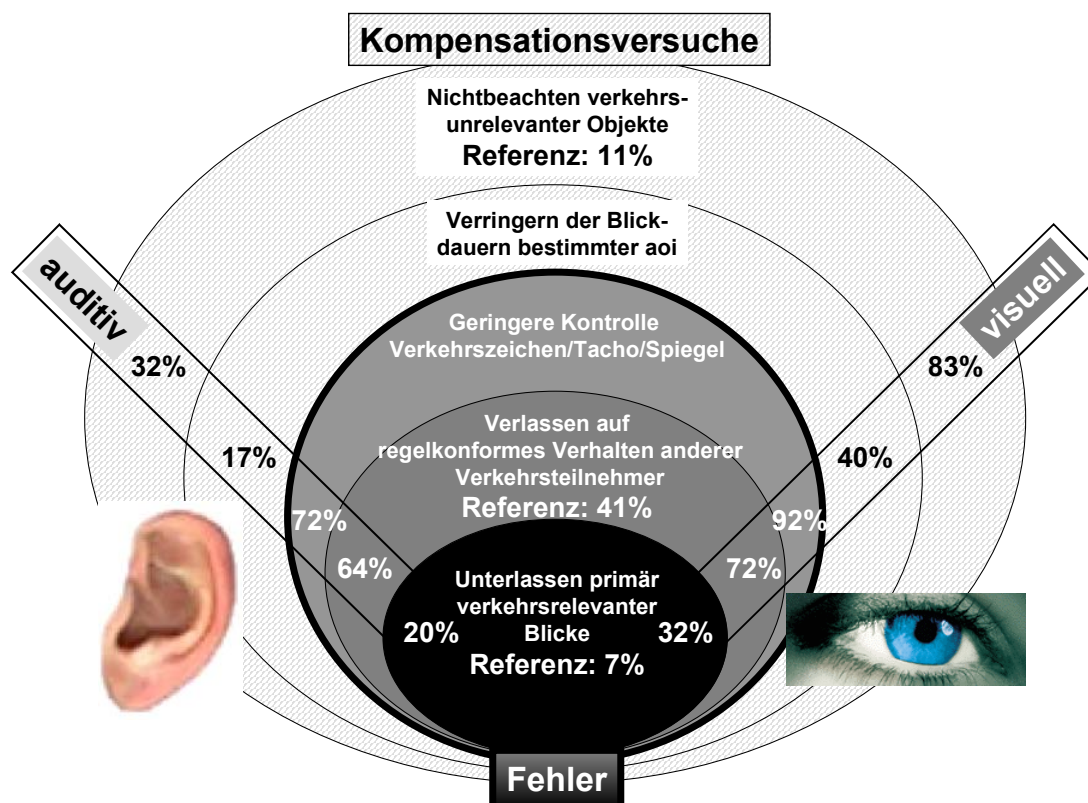 Kompensationsversuche
Nichtbeachten verkehrs-
unrelevanter Objekte
Referenz: 11%
Verringern der Blick-
dauern bestimmter aoi
auditiv
visuell
Geringere Kontrolle
Verkehrszeichen/Tacho/Spiegel
32%
83%
Verlassen auf
regelkonformes Verhalten anderer
Verkehrsteilnehmer
Referenz: 41%
17%
40%
72%
92%
64%
72%
Unterlassen primär
verkehrsrelevanter
Blicke
Referenz: 7%
20%
32%
Fehler